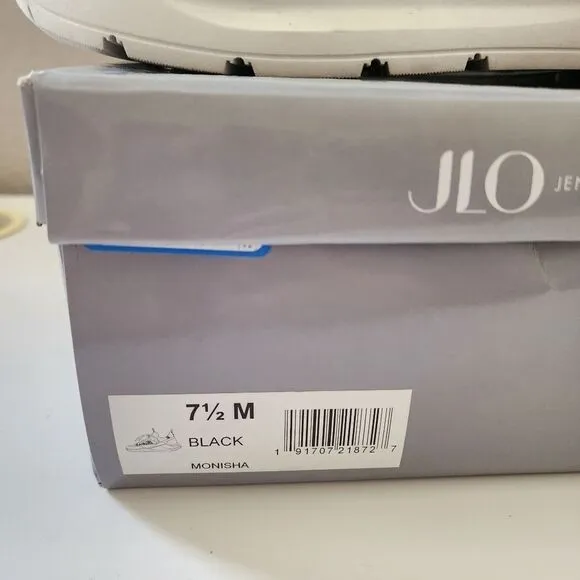 JLO JEN
7½ M
BLACK
MONISHA
1 91707 21872 7